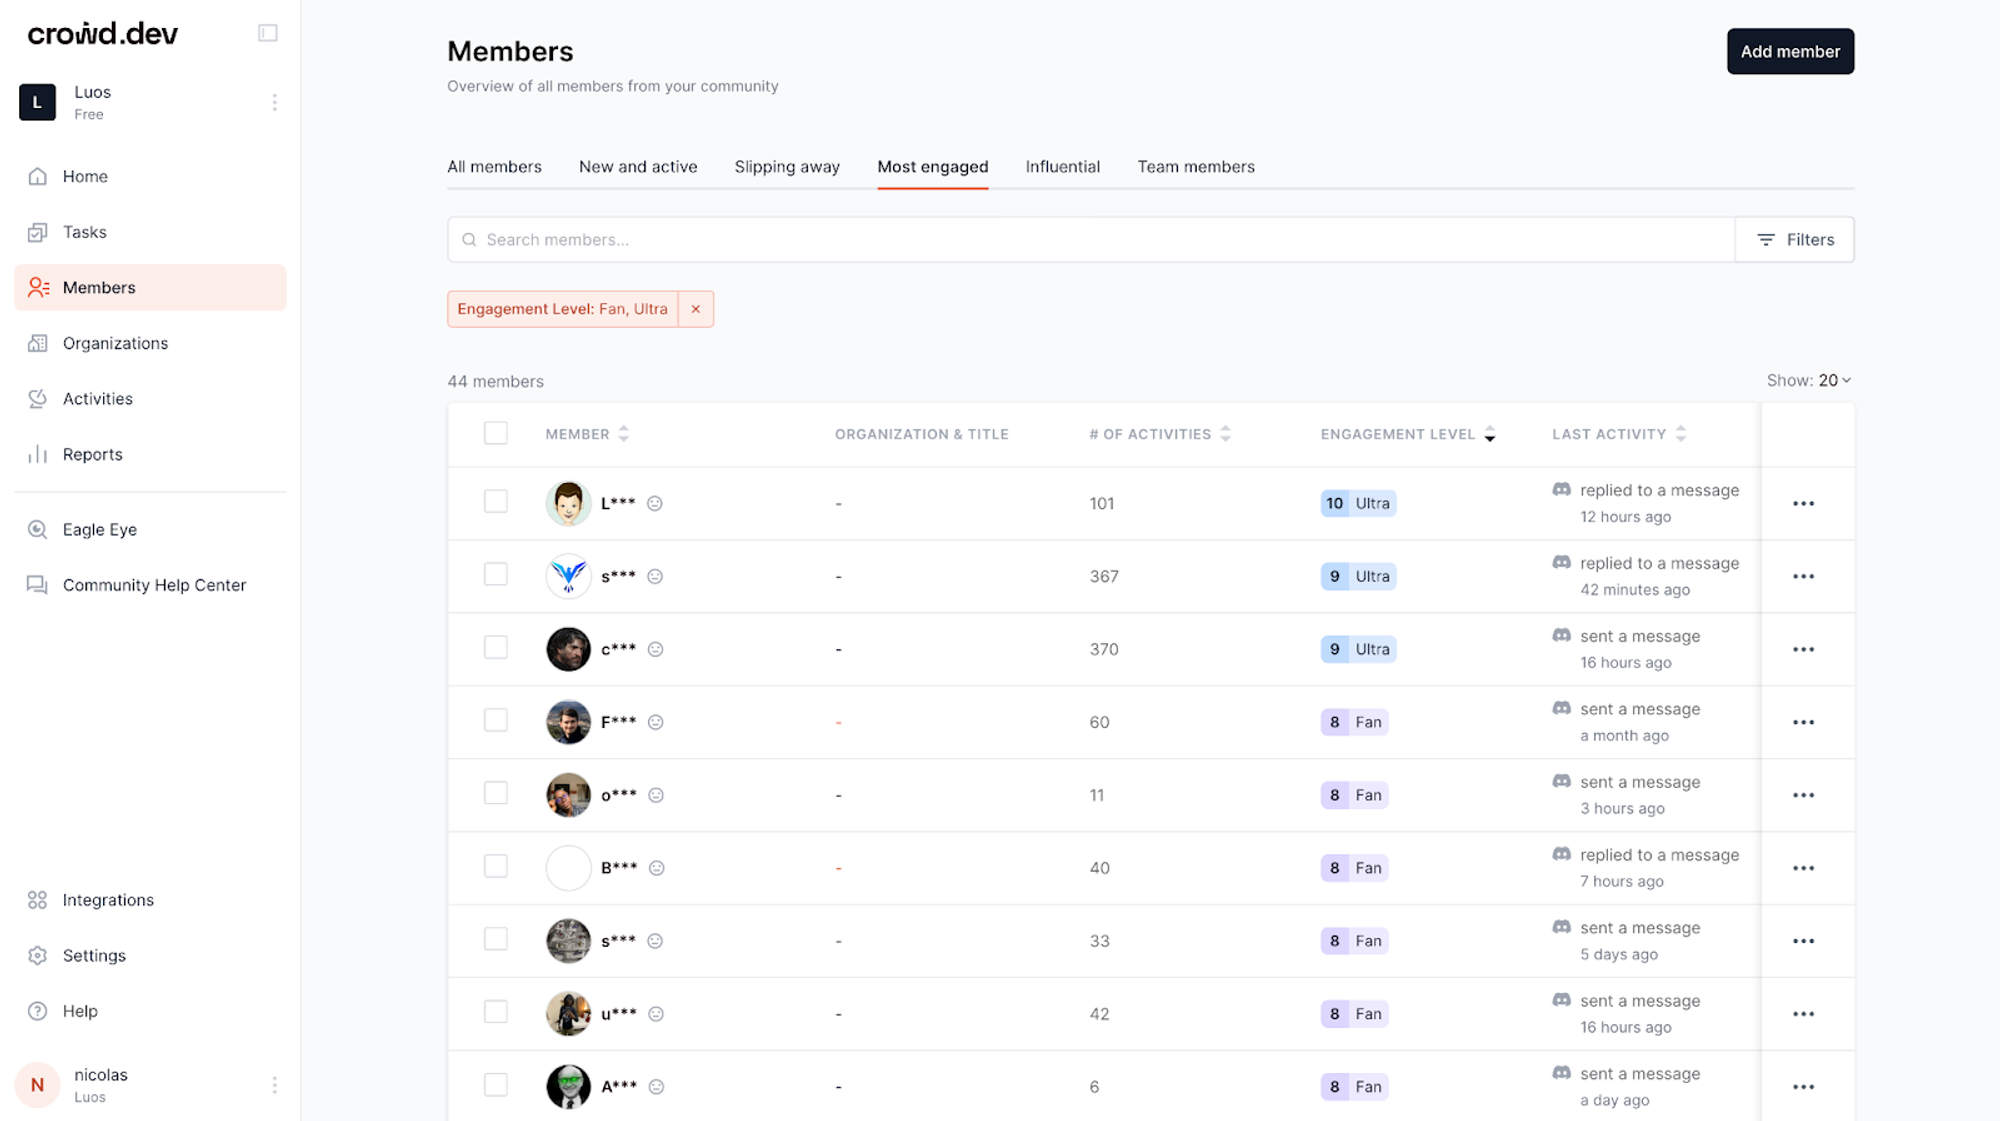 crowd.dev
L
Luos
Free
Home
Tasks
Members
Organizations
Activities
Reports
Eagle Eye
Community Help Center
Integrations
Settings
Help
N
nicolas
Luos
Members
Add member
Overview of all members from your community
All members New and active Slipping away Most engaged Influential Team members
Search members...
Filters
Engagement Level: Fan, Ultra ×
44 members
Show: 20
MEMBER ORGANIZATION & TITLE # OF ACTIVITIES ENGAGEMENT LEVEL LAST ACTIVITY
L*** - 101 10 Ultra replied to a message
12 hours ago
s*** - 367 9 Ultra replied to a message
42 minutes ago
c*** - 370 9 Ultra sent a message
16 hours ago
F*** - 60 8 Fan sent a message
a month ago
o*** - 11 8 Fan sent a message
3 hours ago
B*** - 40 8 Fan replied to a message
7 hours ago
s*** - 33 8 Fan sent a message
5 days ago
u*** - 42 8 Fan sent a message
16 hours ago
A*** - 6 8 Fan sent a message
a day ago